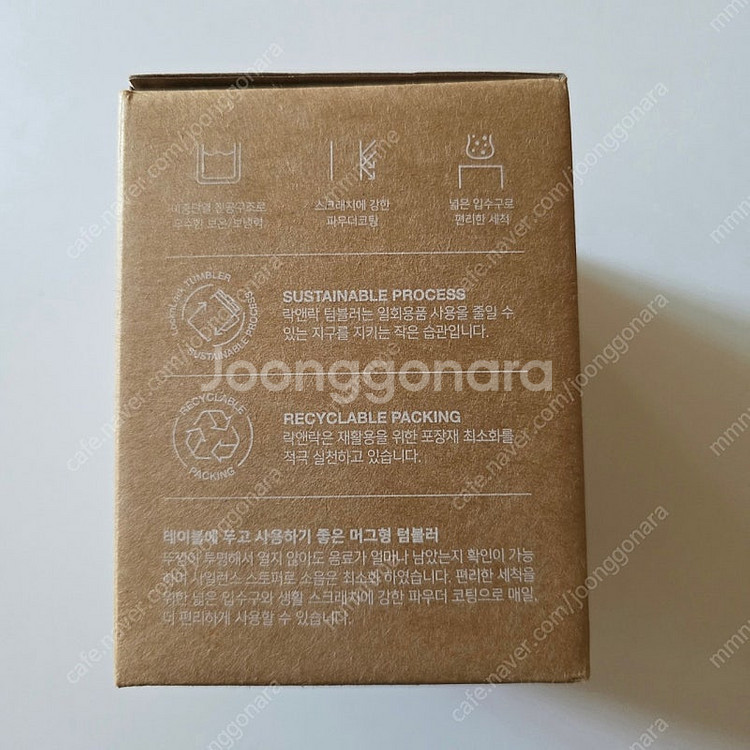 이중단열 진공구조로
우수한 보온/보냉력
스크래치에 강한
파우더코팅
넓은 입수구로
편리한 세척
LocknLock TUMBLER
SUSTAINABLE PROCESS
SUSTAINABLE PROCESS
락앤락 텀블러는 일회용품 사용을 줄일 수
있는 지구를 지키는 작은 습관입니다.
Joonggonara
RECYCLABLE
PACKING
RECYCLABLE PACKING
락앤락은 재활용을 위한 포장재 최소화를
적극 실천하고 있습니다.
테이블에 두고 사용하기 좋은 머그형 텀블러
뚜껑이 투명해서 열지 않아도 음료가 얼마나 남았는지 확인이 가능
하며 사일런스 스토퍼로 소음은 최소화 하였습니다. 편리한 세척을
위한 넓은 입수구와 생활 스크래치에 강한 파우더 코팅으로 매일,
더 편리하게 사용할 수 있습니다.
cafe.naver.com/joonggonara